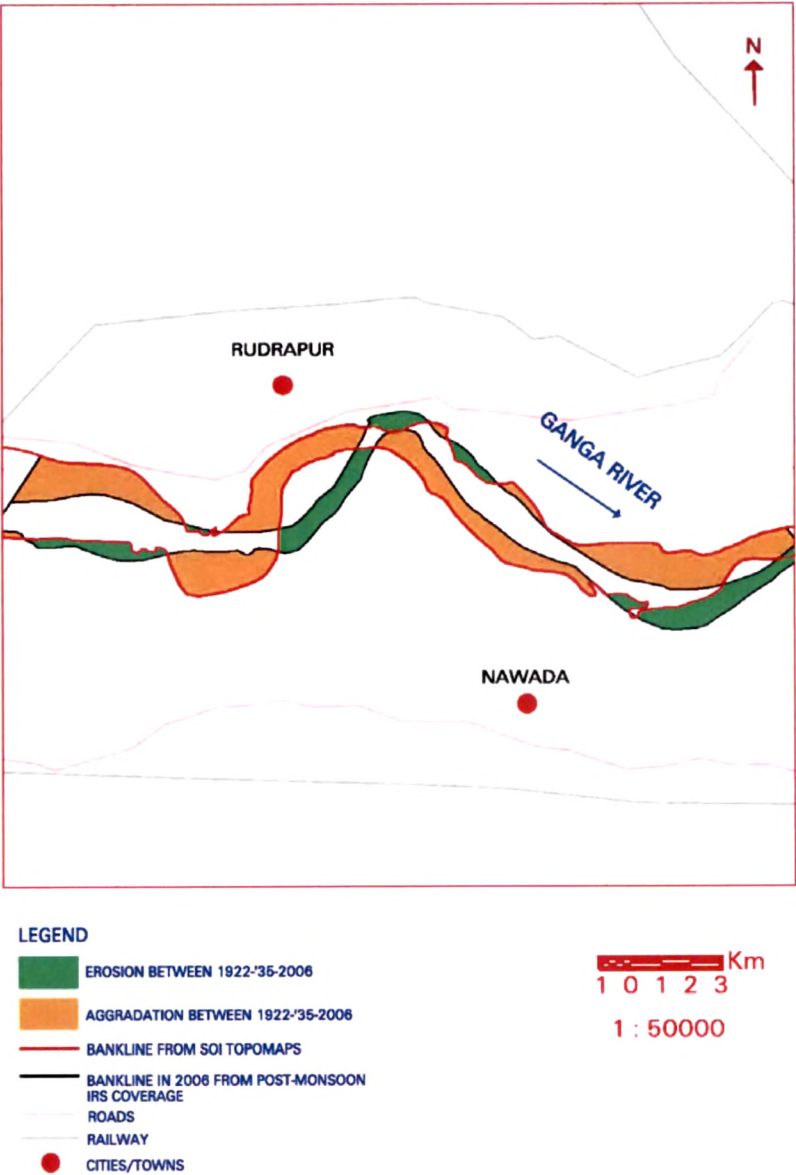 N
RUDRAPUR
GANGA RIVER
NAWADA
LEGEND
EROSION BETWEEN 1922-'35-2006
AGGRADATION BETWEEN 1922-'35-2006
BANKLINE FROM SOI TOPOMAPS
BANKLINE IN 2006 FROM POST-MONSOON
IRS COVERAGE
ROADS
RAILWAY
CITIES/TOWNS
Km
1 0 1 2 3
1 : 50000